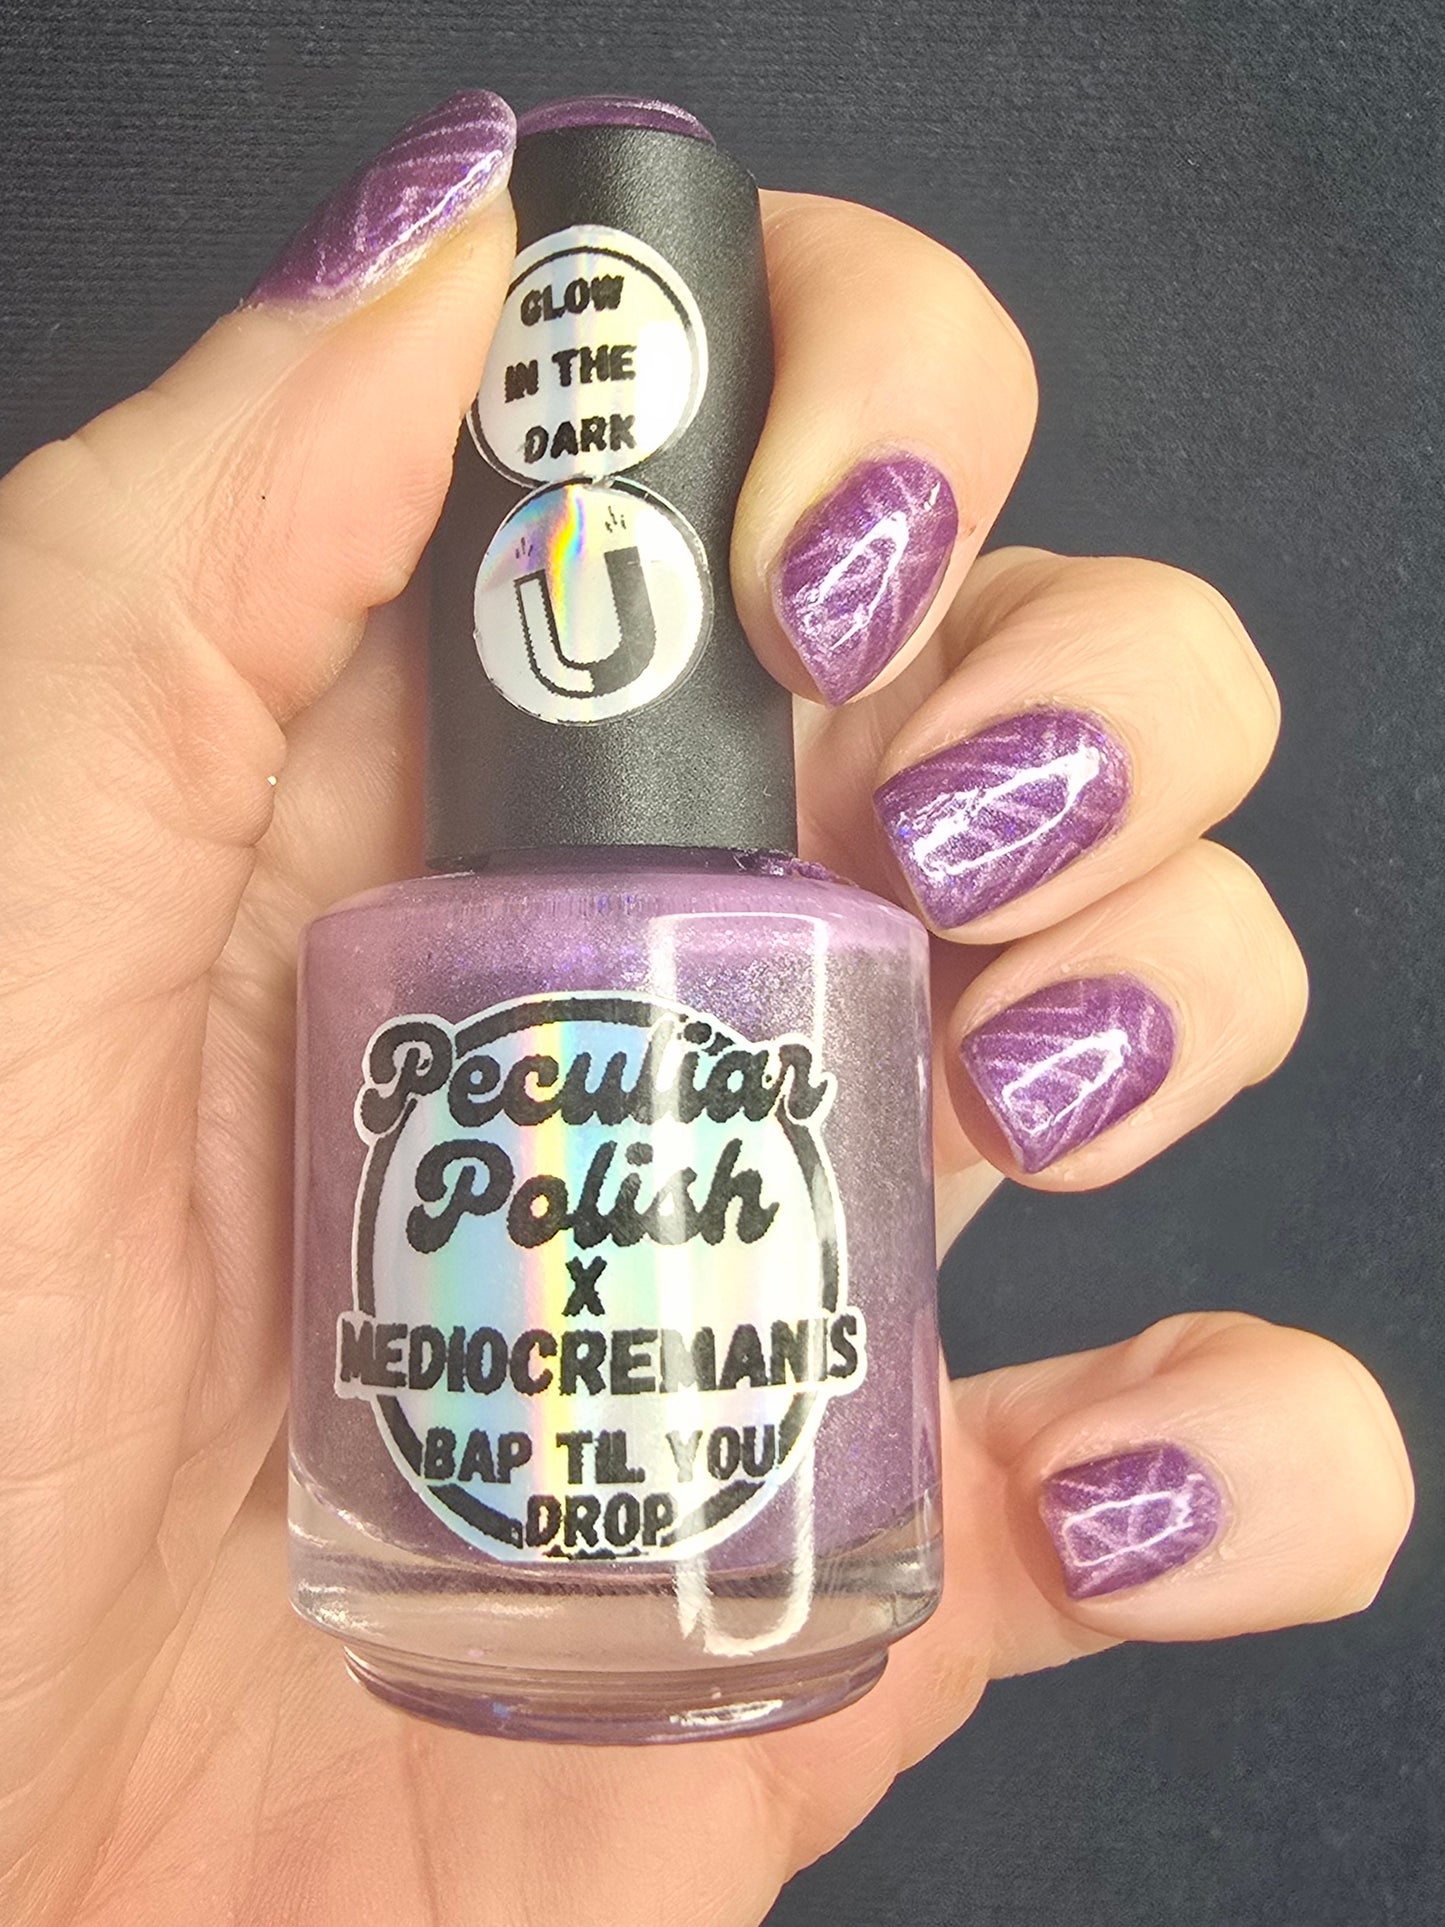 GLOW
IN THE
DARK
Peculiar
Polish
X
MEDIOCREMANIS
BAP TIL YOU
DROP